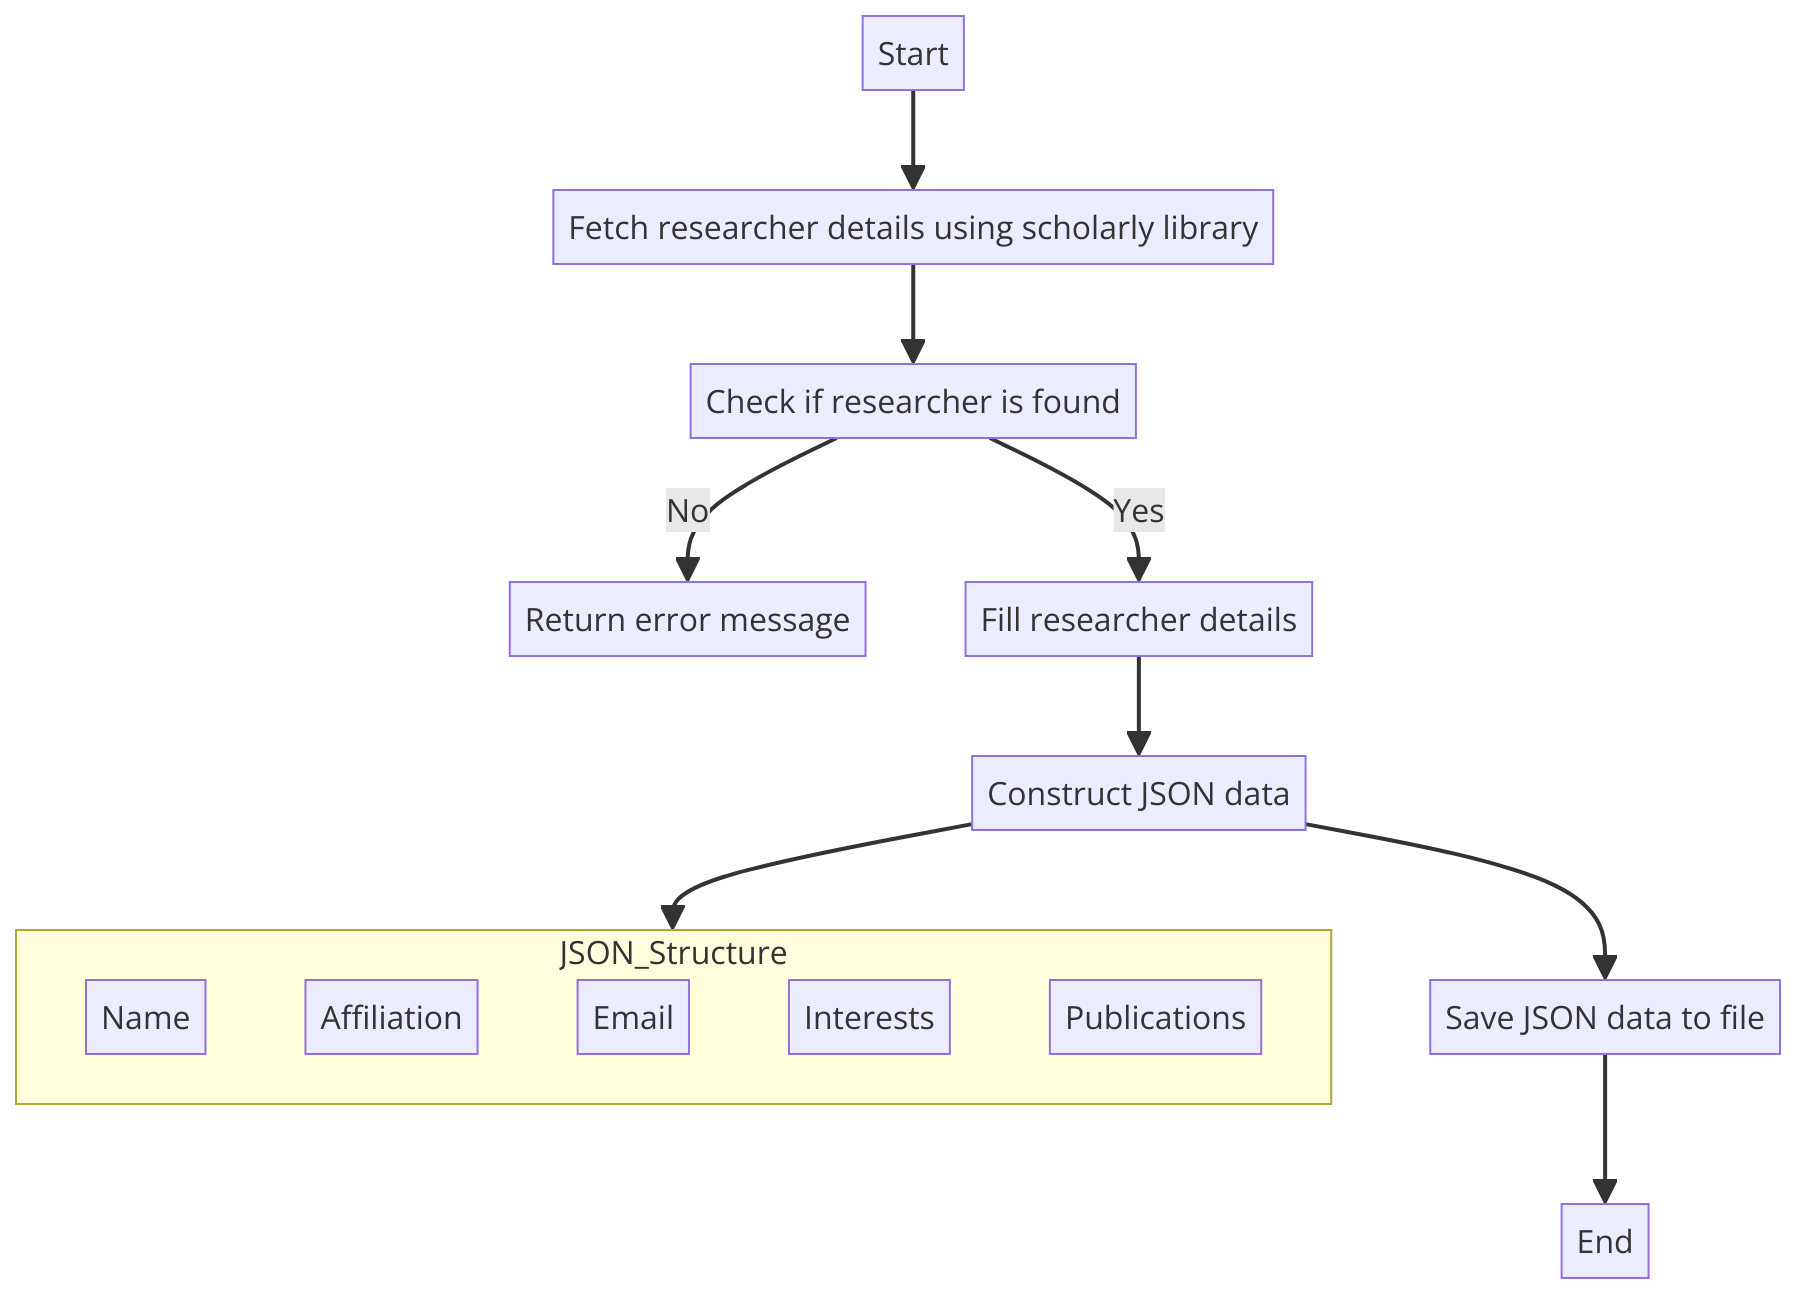 Start
Fetch researcher details using scholarly library
Check if researcher is found
No
Yes
Return error message
Fill researcher details
Construct JSON data
JSON_Structure
Name
Affiliation
Email
Interests
Publications
Save JSON data to file
End